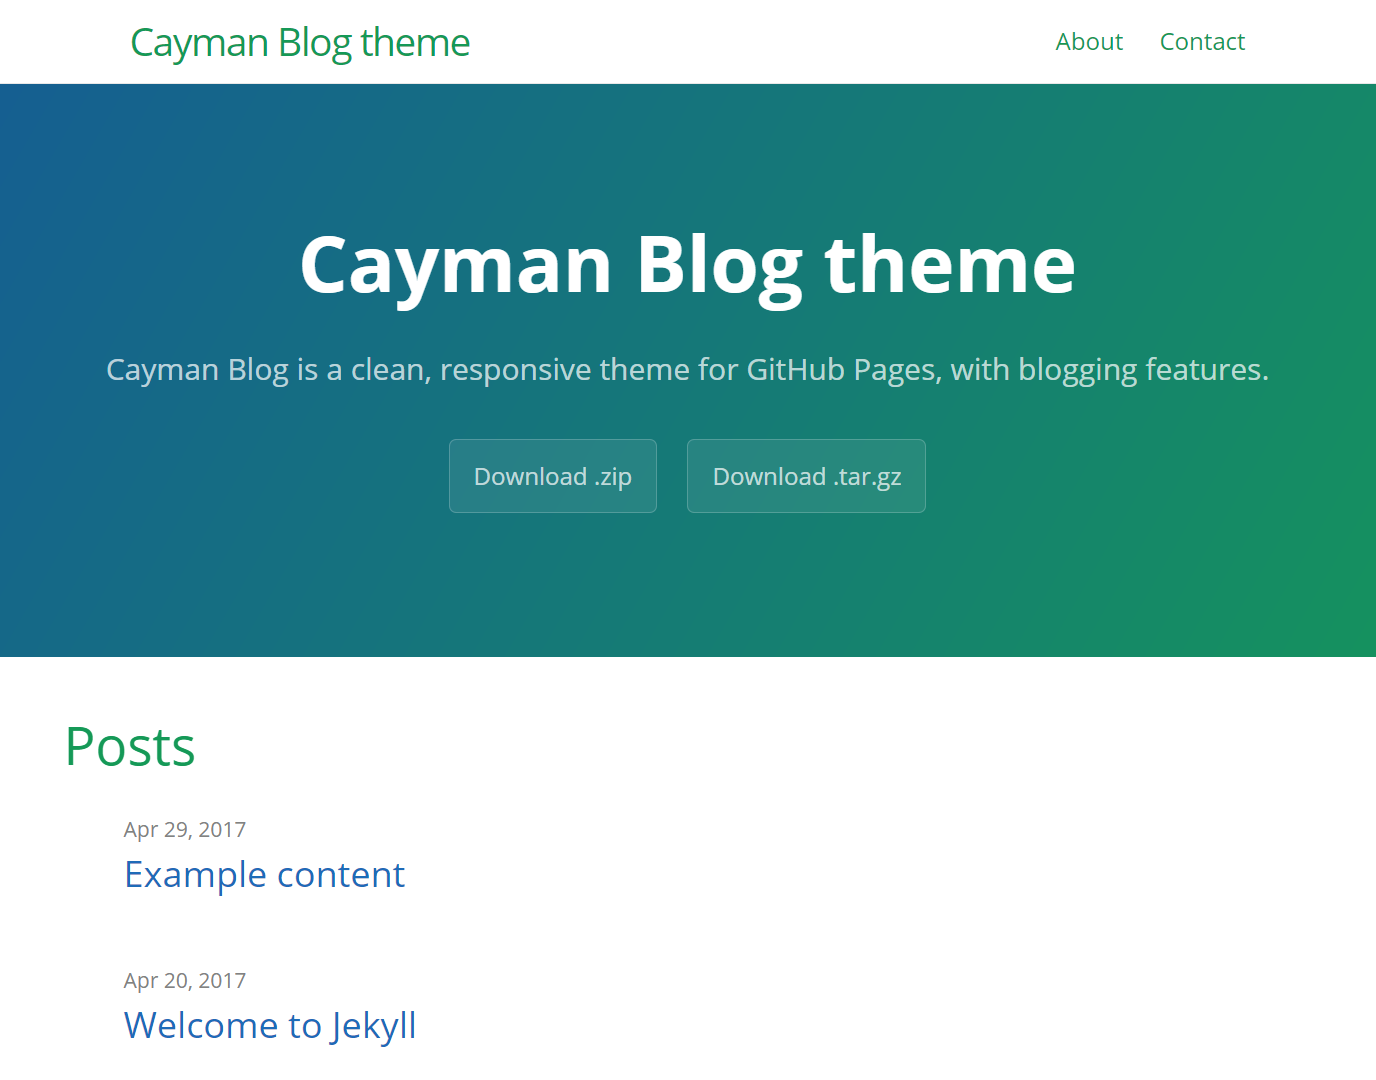 Cayman Blog theme
About Contact
Cayman Blog theme
Cayman Blog is a clean, responsive theme for GitHub Pages, with blogging features.
Download .zip Download .tar.gz
Posts
Apr 29, 2017
Example content
Apr 20, 2017
Welcome to Jekyll